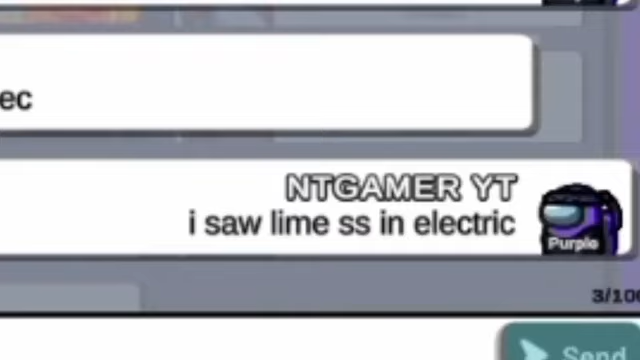 ec
NTGAMER YT
i saw lime ss in electric
Purple
3/100
Send